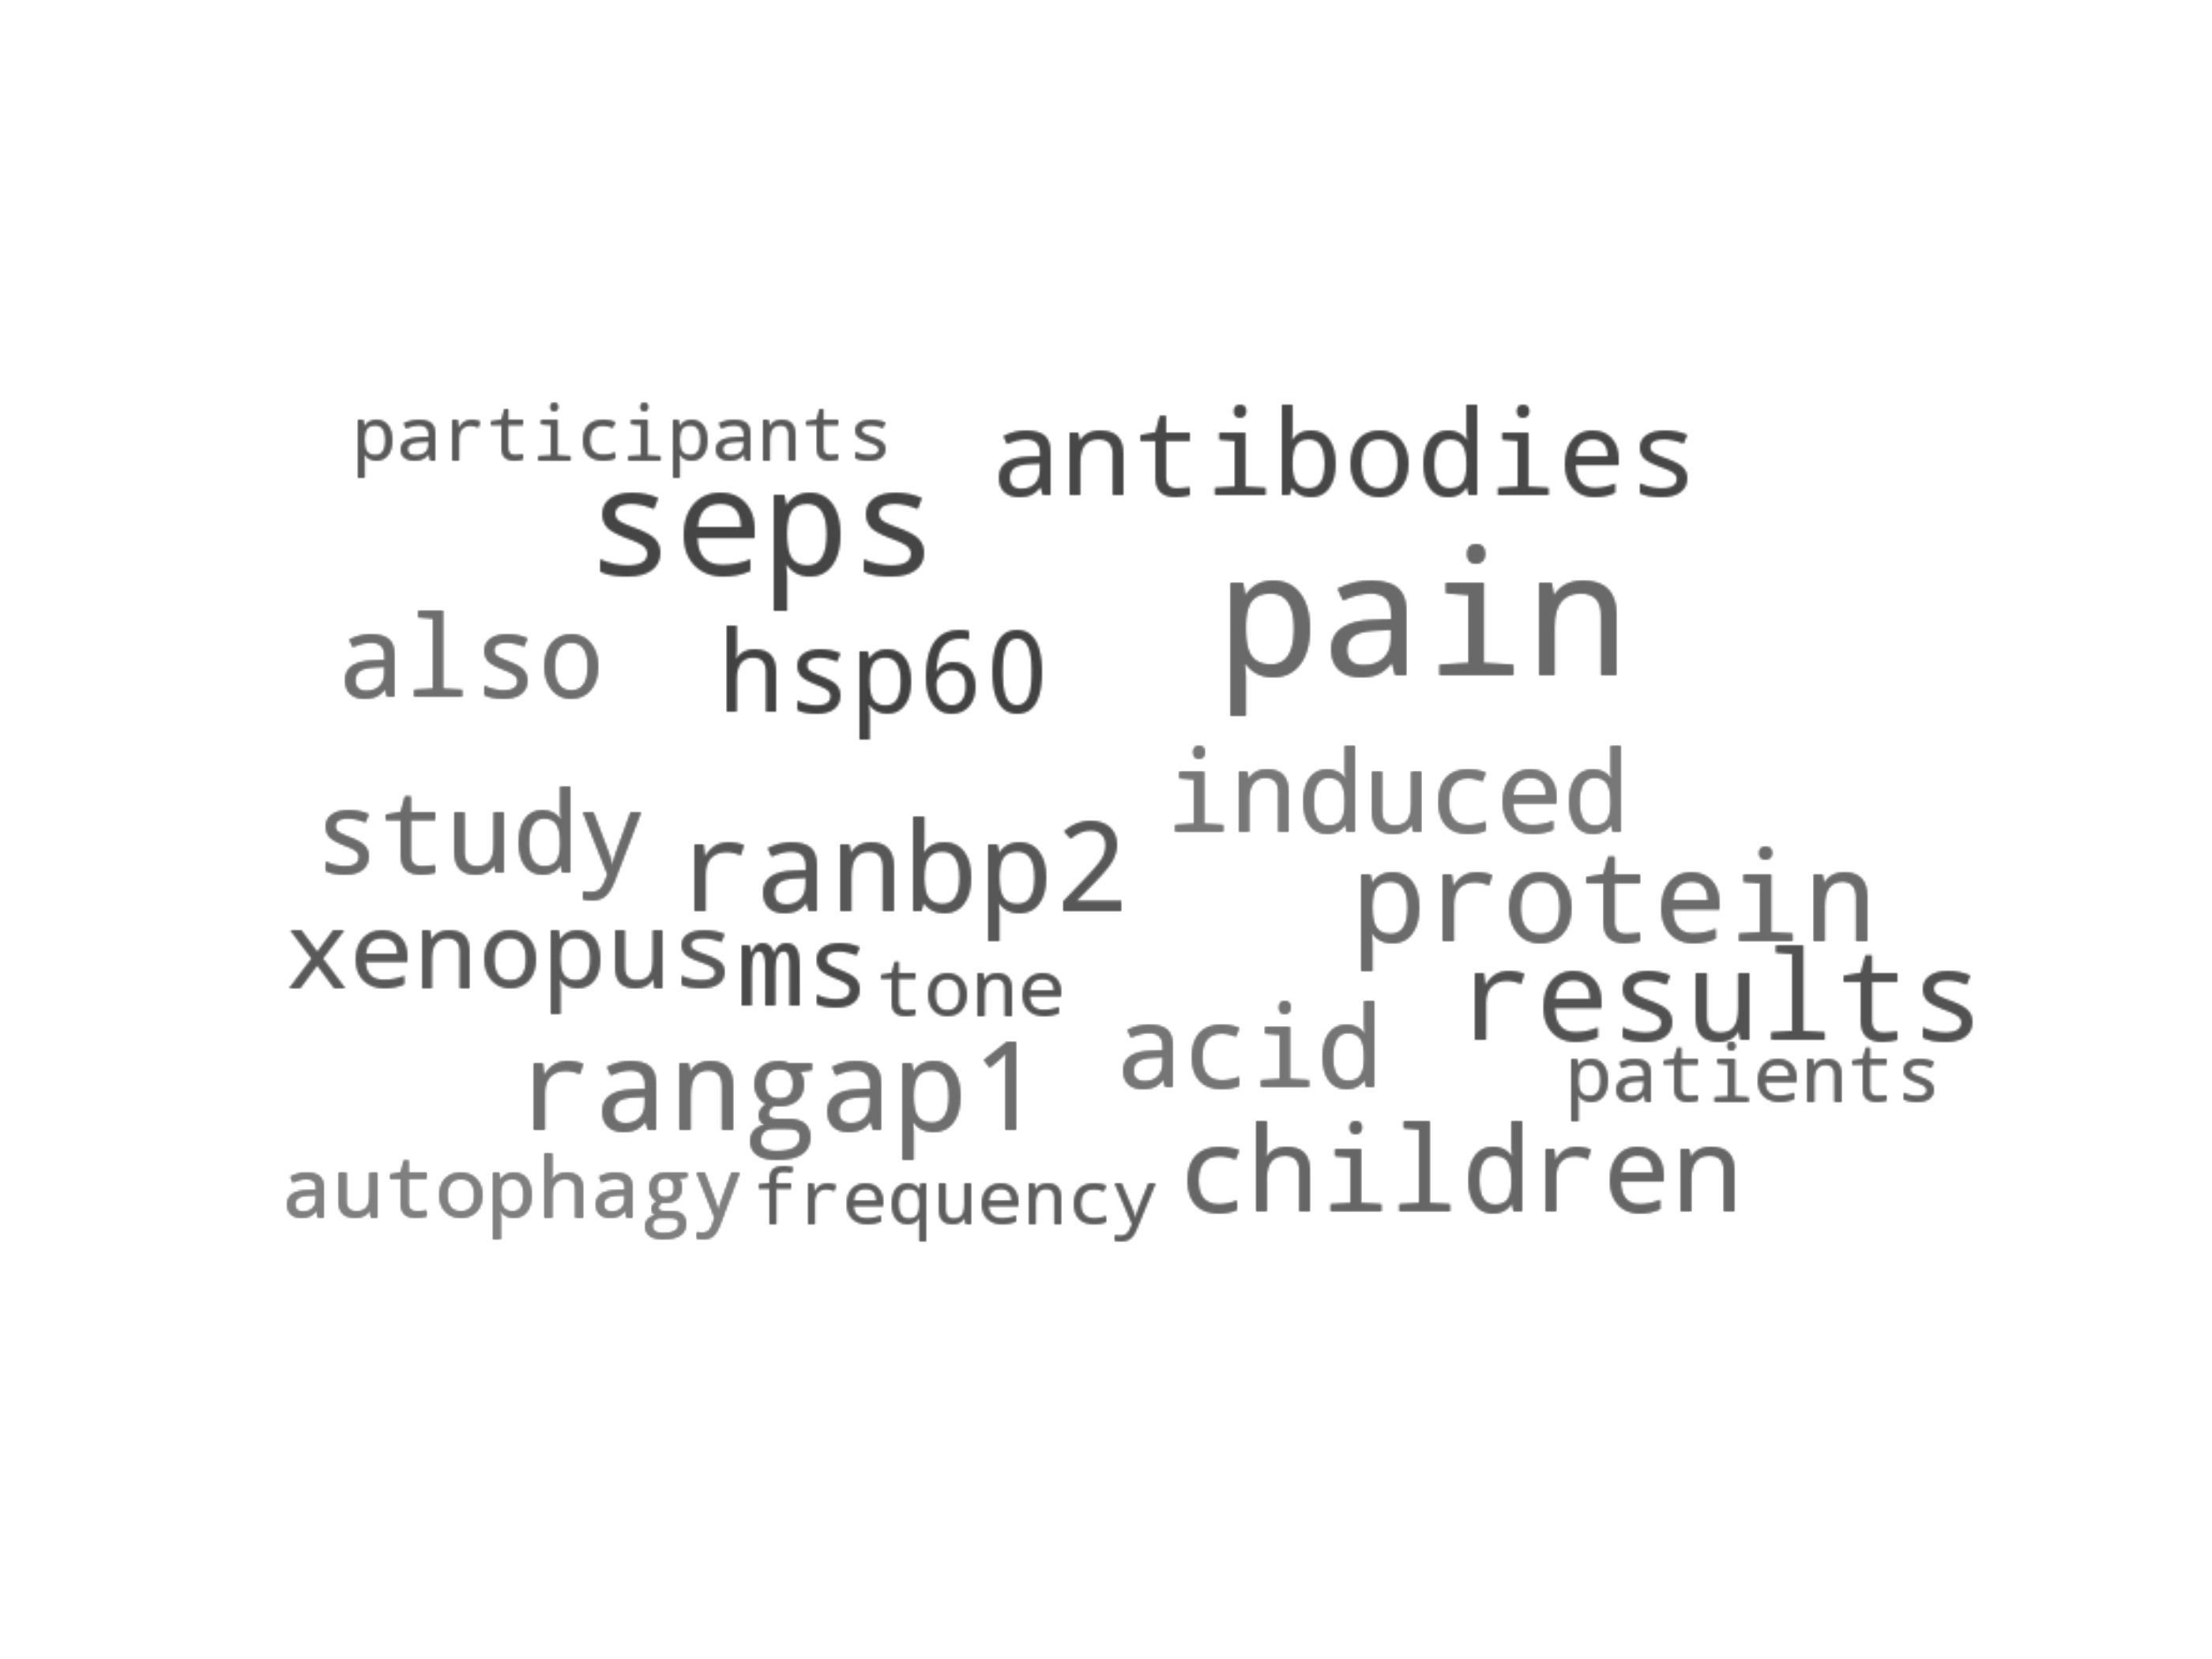 participants antibodies
seps
pain
also hsp60
induced
study ranbp2
protein
xenopus ms tone
results
rangap1 acid
patients
autophagy frequency children